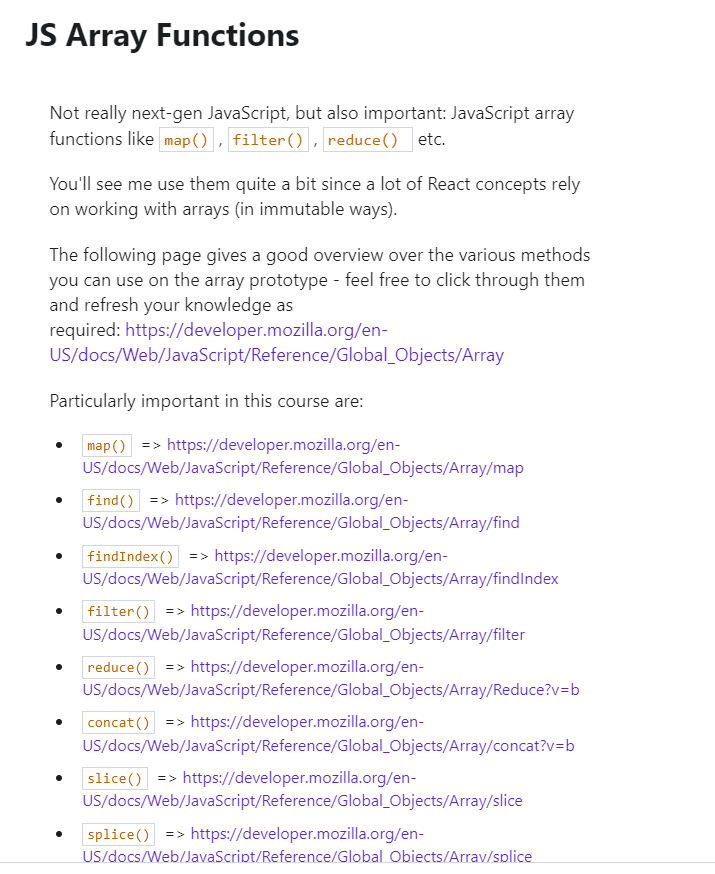 JS Array Functions
Not really next-gen JavaScript, but also important: JavaScript array
functions like map() , filter() , reduce() etc.
You'll see me use them quite a bit since a lot of React concepts rely
on working with arrays (in immutable ways).
The following page gives a good overview over the various methods
you can use on the array prototype - feel free to click through them
and refresh your knowledge as
required: https://developer.mozilla.org/en-
US/docs/Web/JavaScript/Reference/Global_Objects/Array
Particularly important in this course are:
• map() => https://developer.mozilla.org/en-
US/docs/Web/JavaScript/Reference/Global_Objects/Array/map
• find() => https://developer.mozilla.org/en-
US/docs/Web/JavaScript/Reference/Global_Objects/Array/find
• findIndex() => https://developer.mozilla.org/en-
US/docs/Web/JavaScript/Reference/Global_Objects/Array/findIndex
• filter() => https://developer.mozilla.org/en-
US/docs/Web/JavaScript/Reference/Global_Objects/Array/filter
• reduce() => https://developer.mozilla.org/en-
US/docs/Web/JavaScript/Reference/Global_Objects/Array/Reduce?v=b
• concat() => https://developer.mozilla.org/en-
US/docs/Web/JavaScript/Reference/Global_Objects/Array/concat?v=b
• slice() => https://developer.mozilla.org/en-
US/docs/Web/JavaScript/Reference/Global_Objects/Array/slice
• splice() => https://developer.mozilla.org/en-
US/docs/Web/JavaScript/Reference/Global_Objects/Array/splice